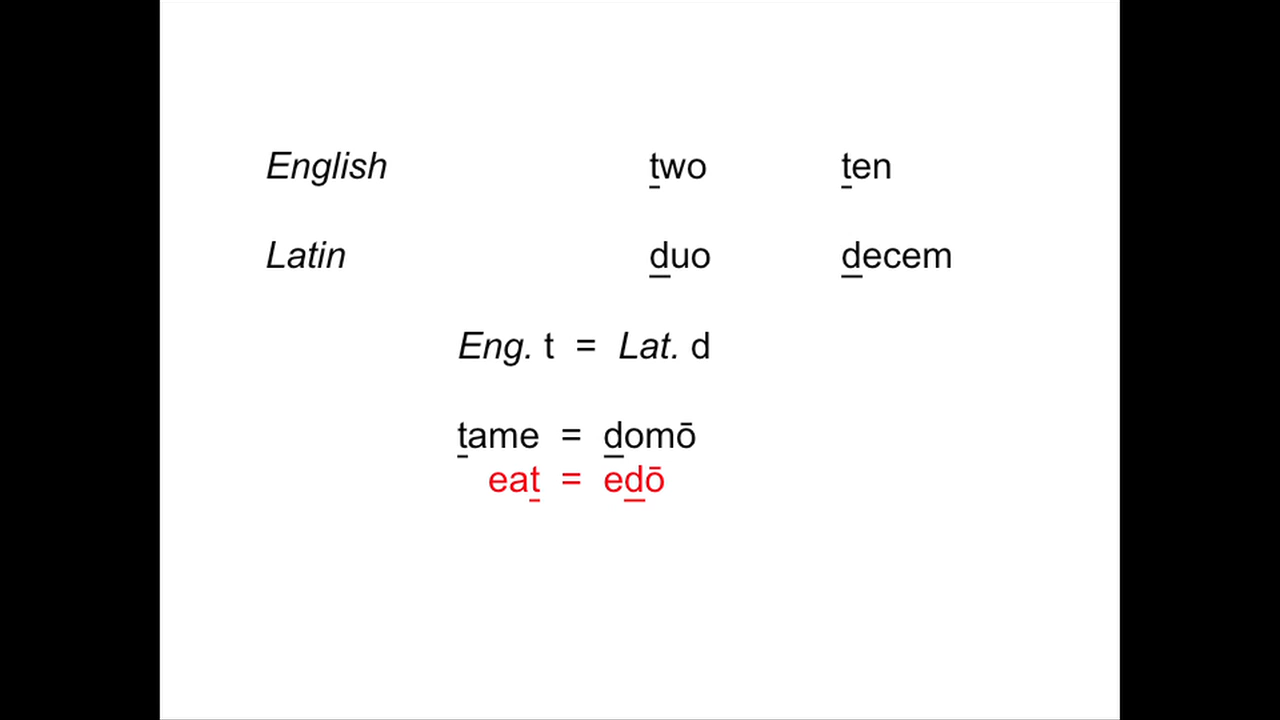 English two ten
Latin duo decem
Eng. t = Lat. d
tame = domō
eat = edō